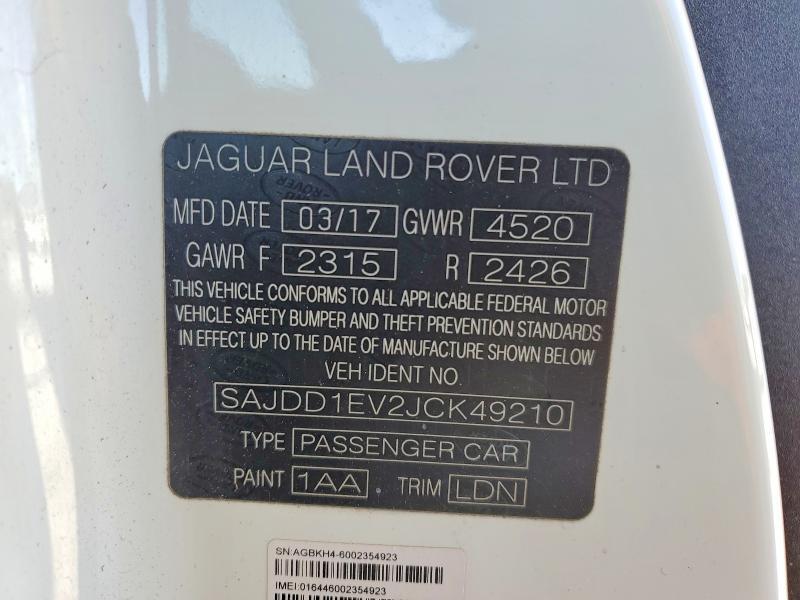 JAGUAR LAND ROVER LTD
MFD DATE 03/17 GVWR 4520
GAWR F 2315 R 2426
THIS VEHICLE CONFORMS TO ALL APPLICABLE FEDERAL MOTOR
VEHICLE SAFETY BUMPER AND THEFT PREVENTION STANDARDS
IN EFFECT UP TO THE DATE OF MANUFACTURE SHOWN BELOW
VEH IDENT NO.
SAJDD1EV2JCK49210
TYPE PASSENGER CAR
PAINT 1AA TRIM LDN
SN:AGBKH4-6002354923
IMEI:016446002354923